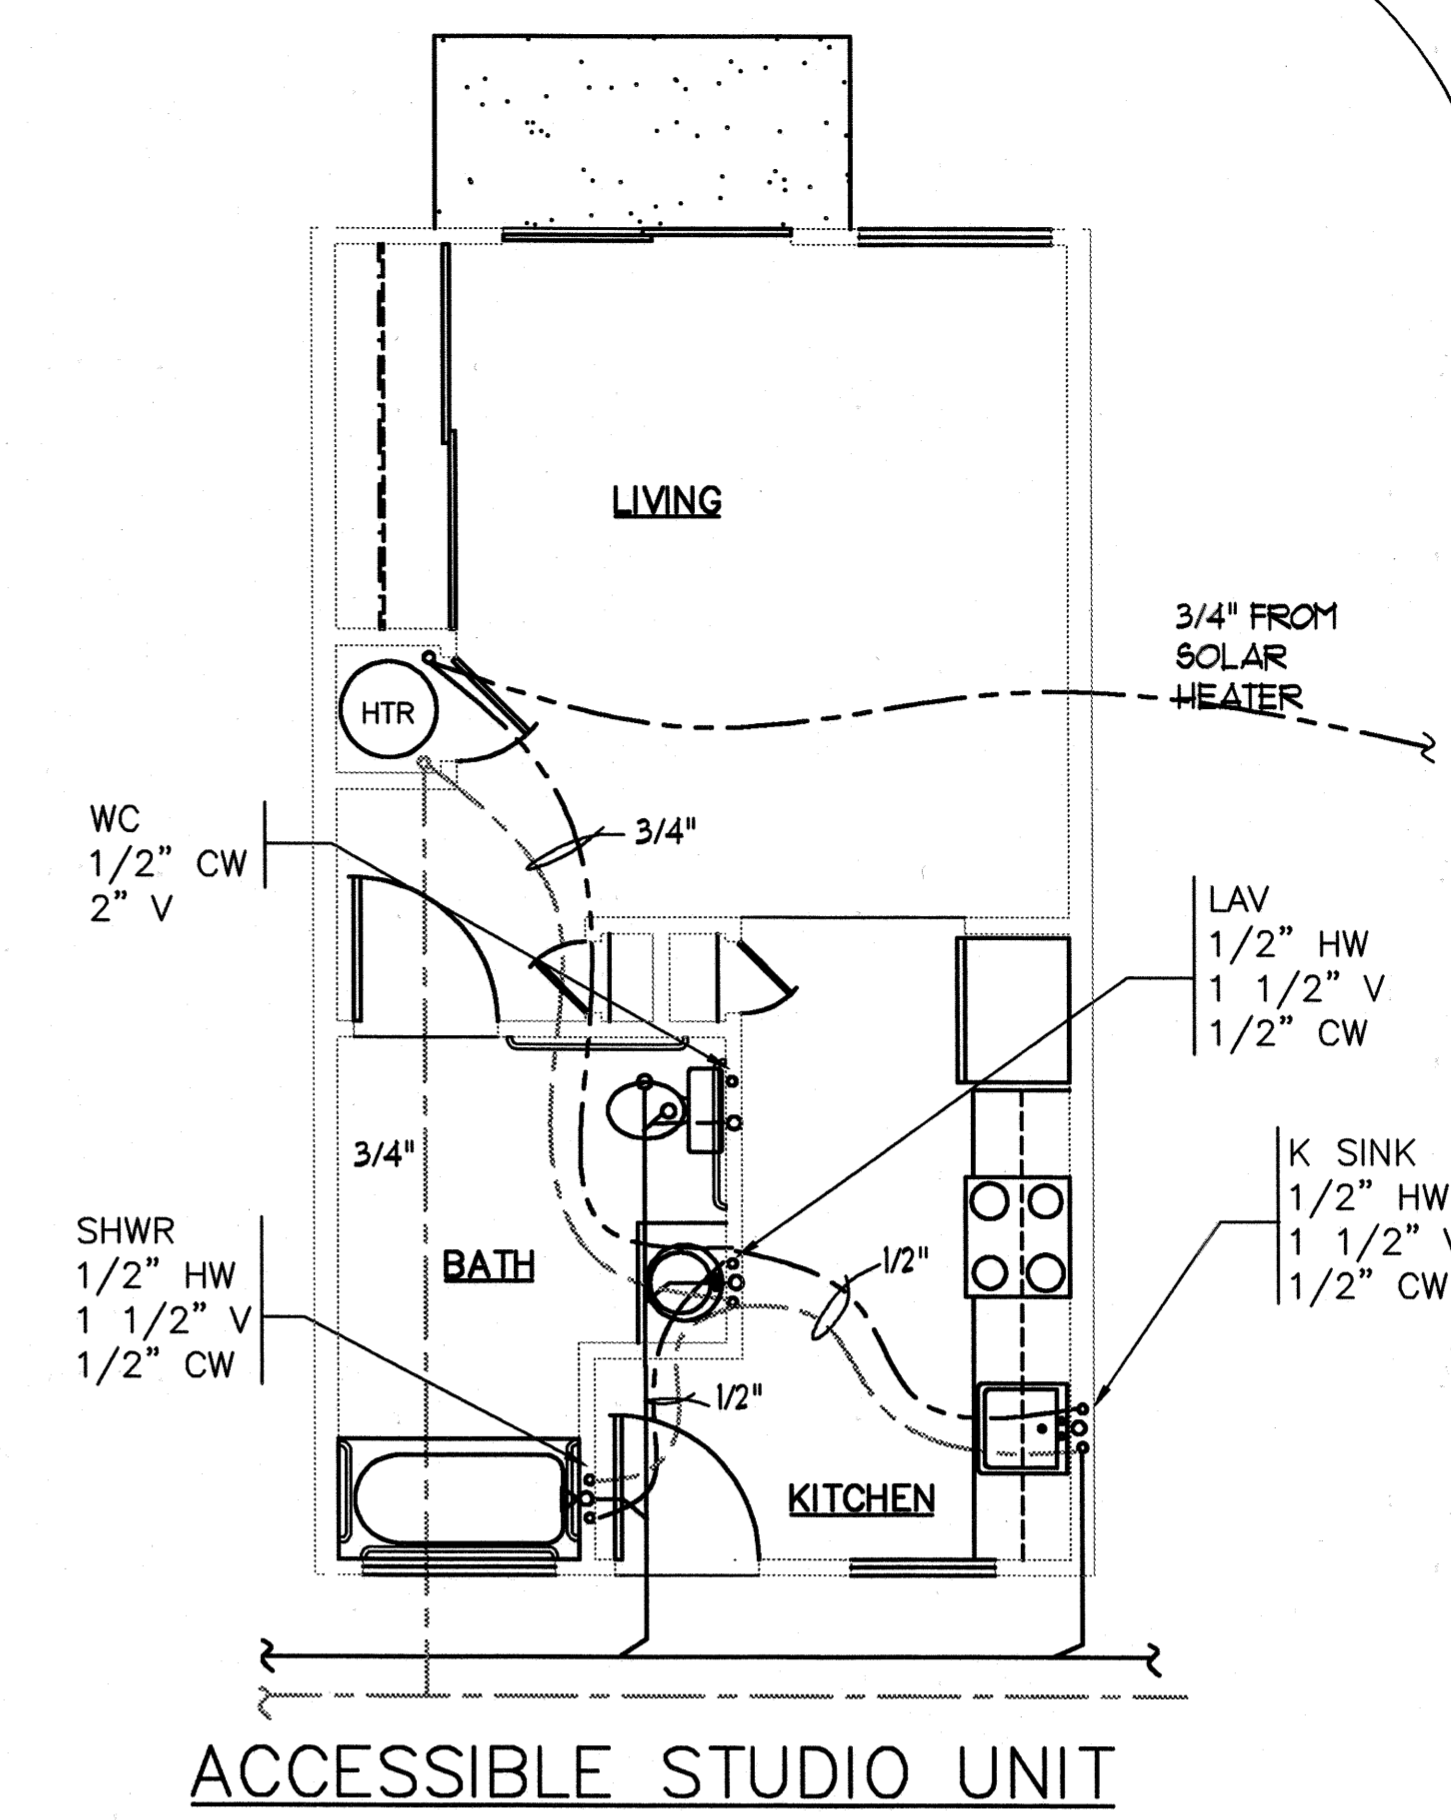 LIVING
3/4" FROM
SOLAR
HEATER
HTR
3/4"
WC
1/2" CW
2" V
LAV
1/2" HW
1 1/2" V
1/2" CW
3/4"
K SINK
1/2" HW
1 1/2" V
1/2" CW
SHWR
1/2" HW
1 1/2" V
1/2" CW
BATH
1/2"
1/2"
KITCHEN
ACCESSIBLE STUDIO UNIT